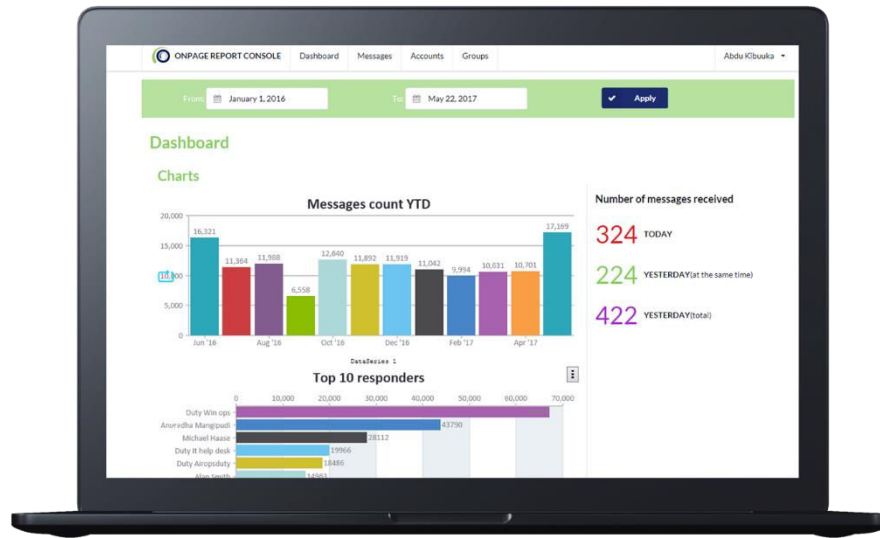 ONPAGE REPORT CONSOLE Dashboard Messages Accounts Groups Abdu Kibuuka
From: January 1, 2016 To: May 22, 2017 Apply
Dashboard
Charts
Messages count YTD
20,000
15,000
10,000
5,000
0
16,321 11,364 11,988 6,558 12,640 11,892 11,919 11,042 9,994 10,631 10,701 17,169
Jun '16 Aug '16 Oct '16 Dec '16 Feb '17 Apr '17
DataSeries 1
Top 10 responders
0 10,000 20,000 30,000 40,000 50,000 60,000 70,000
Duty Win ops
Anuredha Mangipudi 43790
Michael Haase 28112
Duty It help desk 19966
Duty Airopsduty 18486
Alan Smith 14963
Number of messages received
324 TODAY
224 YESTERDAY(at the same time)
422 YESTERDAY(total)